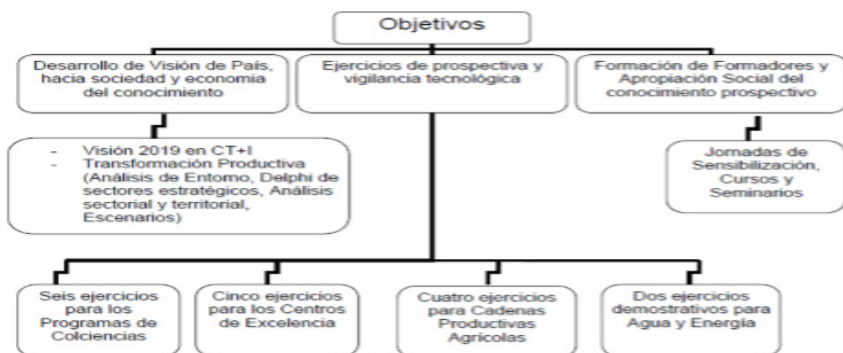 Objetivos
Desarrollo de Visión de País,
hacia sociedad y economia
del conocimiento
Ejercicios de prospectiva y
vigilancia tecnológica
Formación de Formadores y
Apropiación Social del
conocimiento prospectivo
- Visión 2019 en CT+I
- Transformación Productiva
(Análisis de Entorno, Delphi de
sectores estratégicos, Análisis
sectorial y territorial,
Escenarios)
Jornadas de
Sensibilización,
Cursos y
Seminarios
Seis ejercicios
para los
Programas de
Colciencias
Cinco ejercicios
para los Centros
de Excelencia
Cuatro ejercicios
para Cadenas
Productivas
Agrícolas
Dos ejercicios
demostrativos para
Agua y Energía